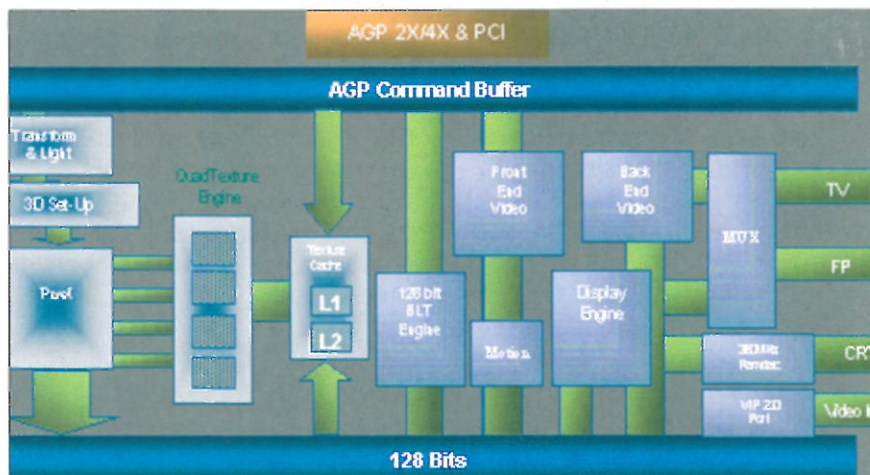 AGP 2X/4X & PCI
AGP Command Buffer
Transform
& Light
3D Set-Up
Pixel
QuadTexture
Engine
Texture
Cache
L1
L2
128 bit
BLT
Engine
Front
End
Video
Motion
Back
End
Video
Display
Engine
MUX
Ramdac
VIP 2.0
Port
TV
FP
CRT
Video In
128 Bits